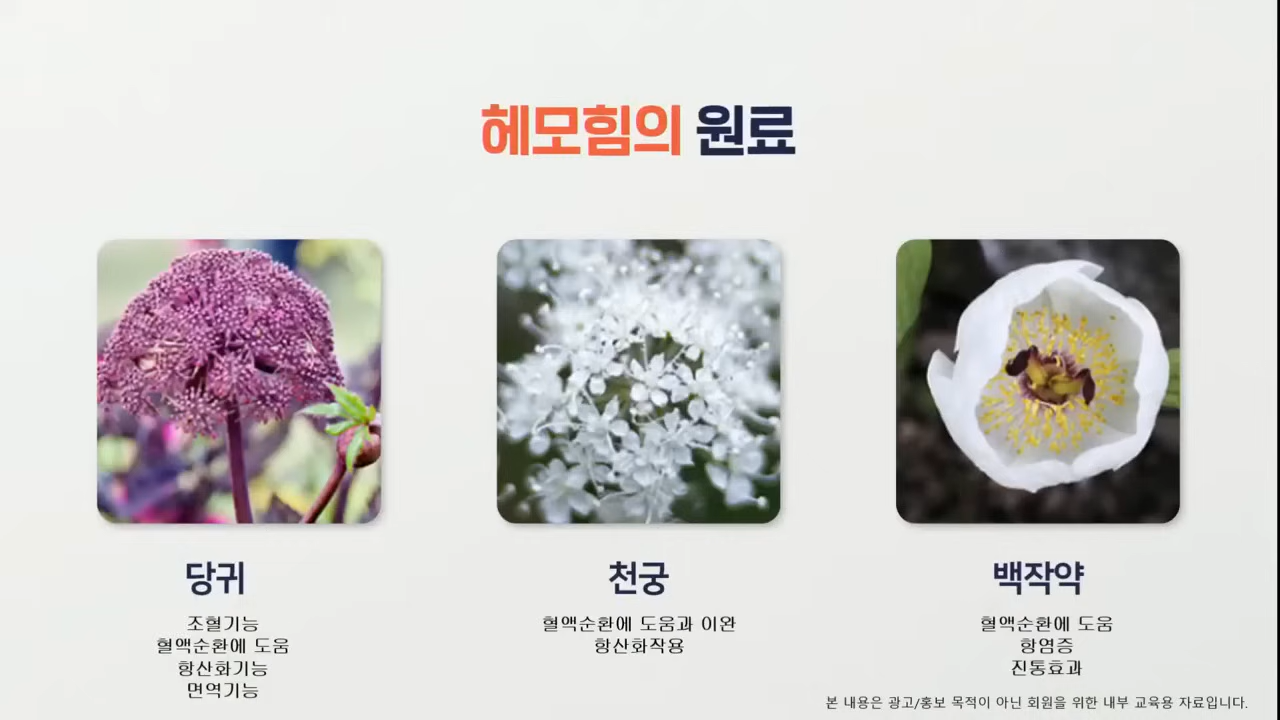 헤모힘의 원료
당귀
조혈기능
혈액순환에 도움
항산화기능
면역기능
천궁
혈액순환에 도움과 이완
항산화작용
백작약
혈액순환에 도움
항염증
진통효과
본 내용은 광고/홍보 목적이 아닌 회원을 위한 내부 교육용 자료입니다.